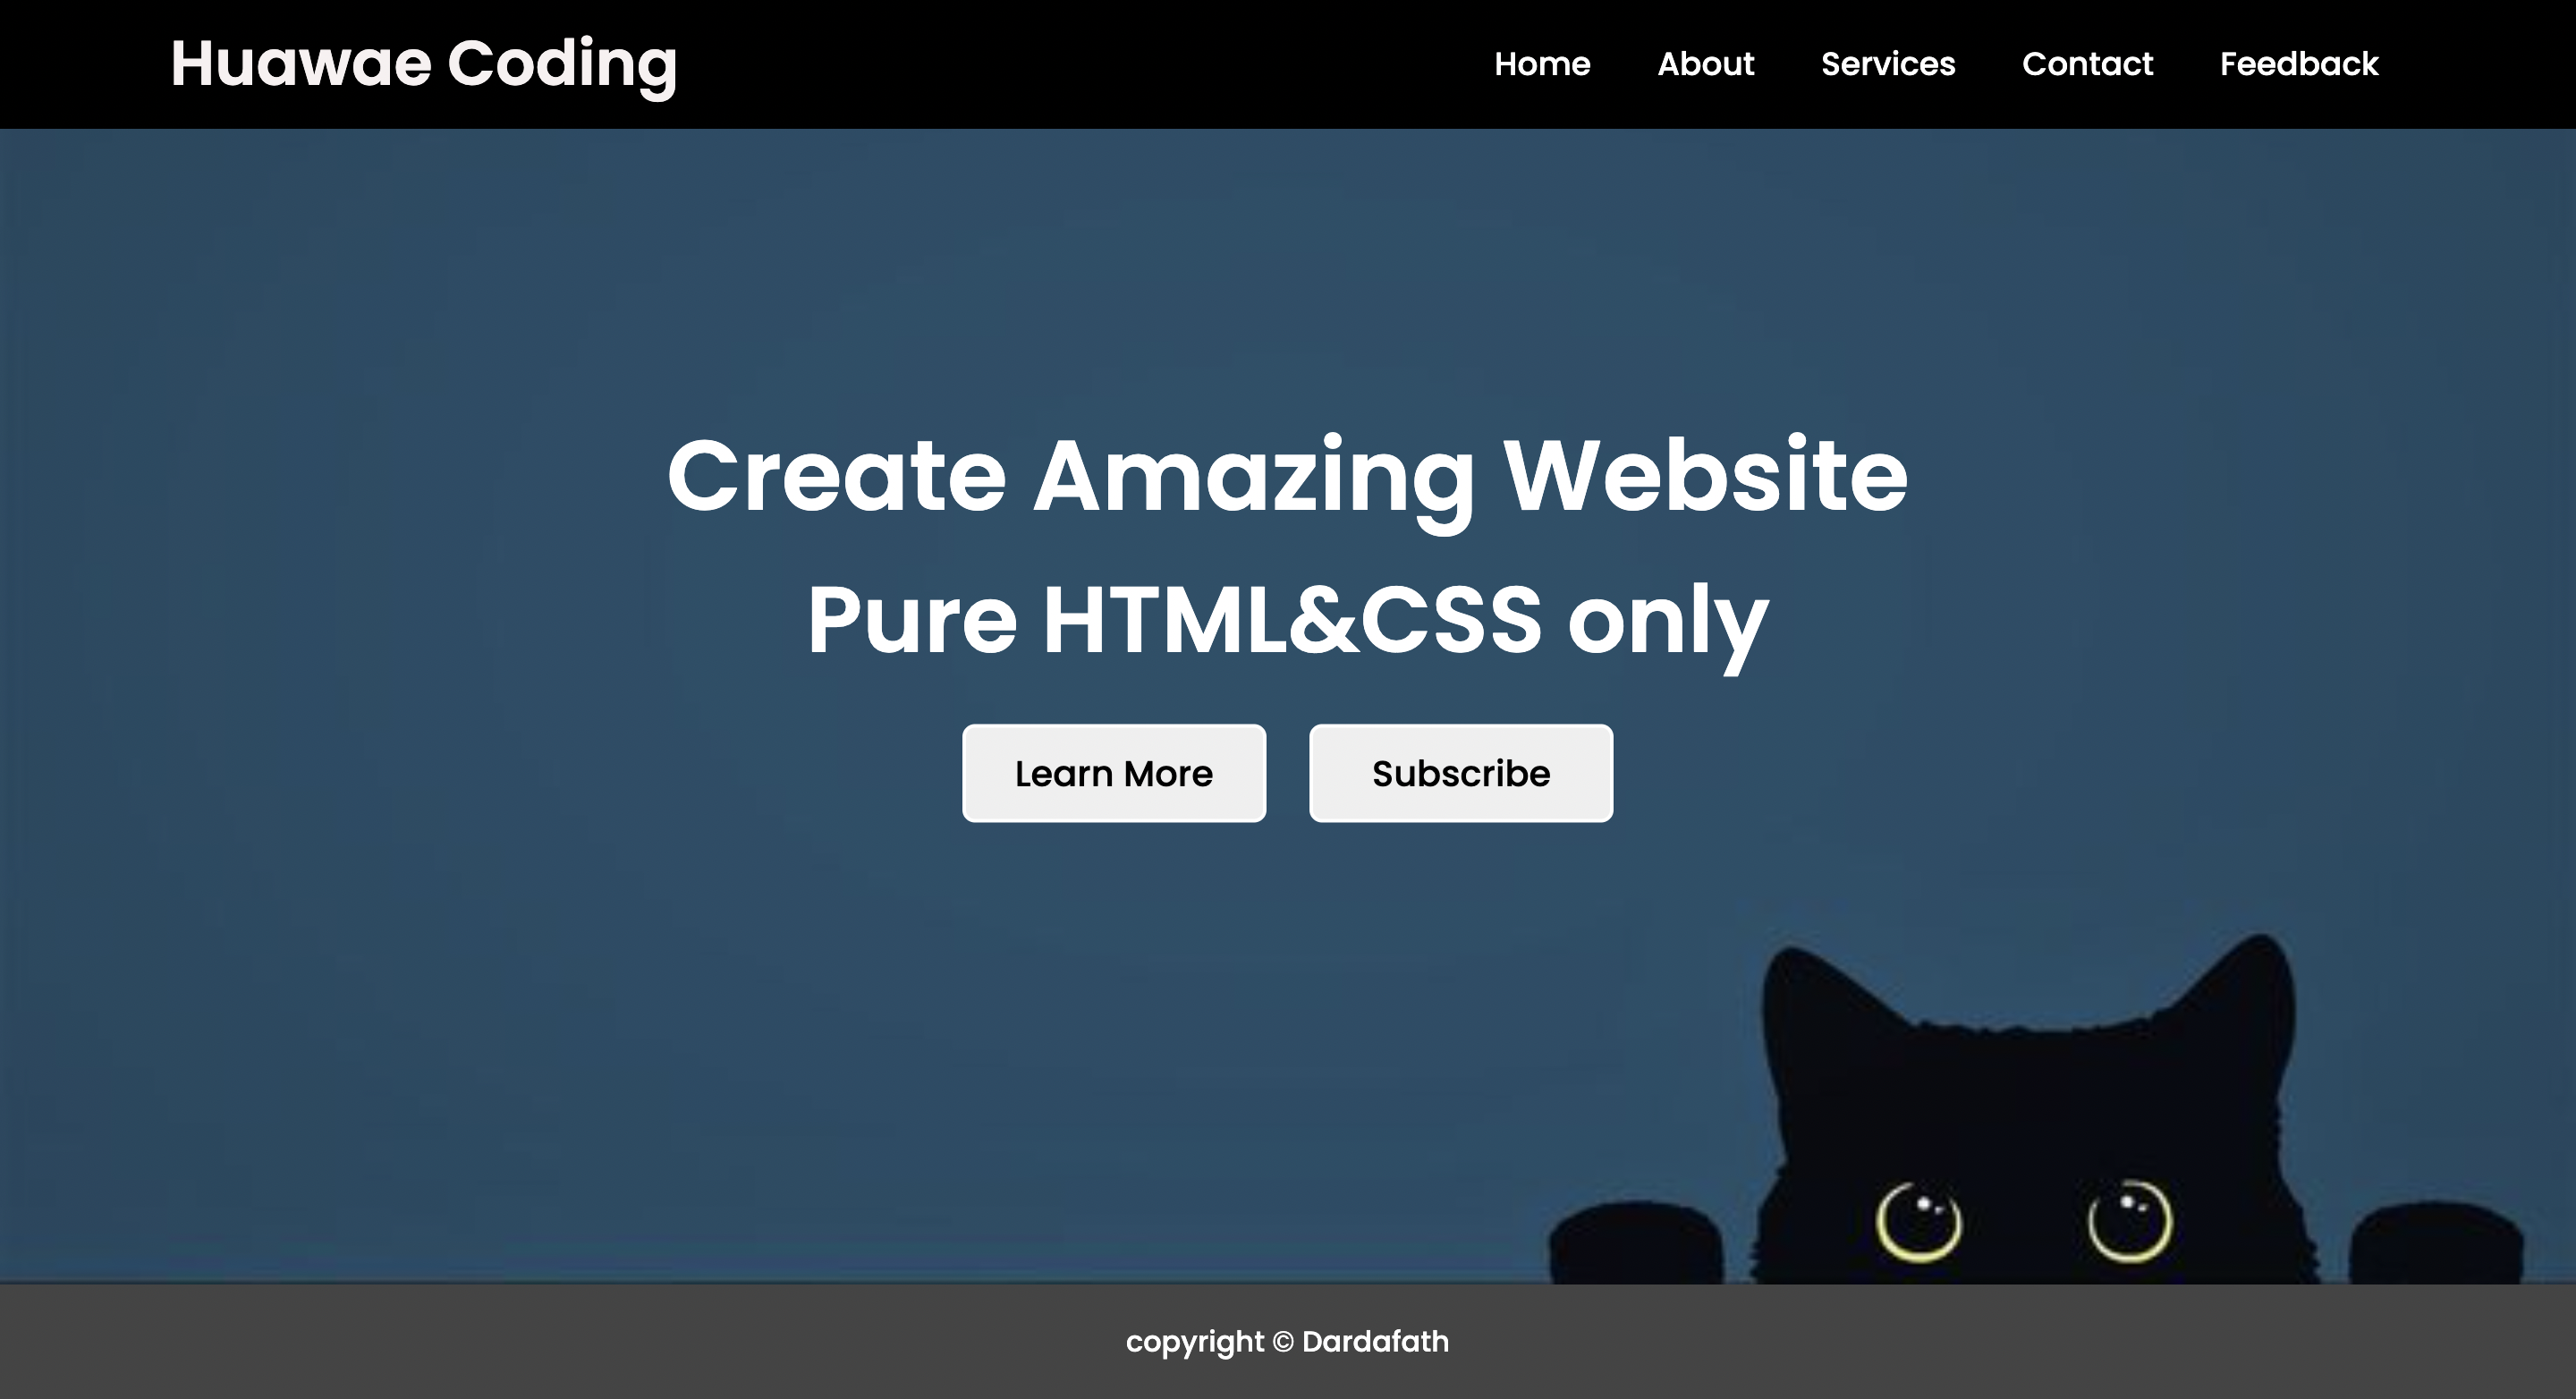 Huawae Coding
Home About Services Contact Feedback
Create Amazing Website
Pure HTML&CSS only
Learn More Subscribe
copyright © Dardafath